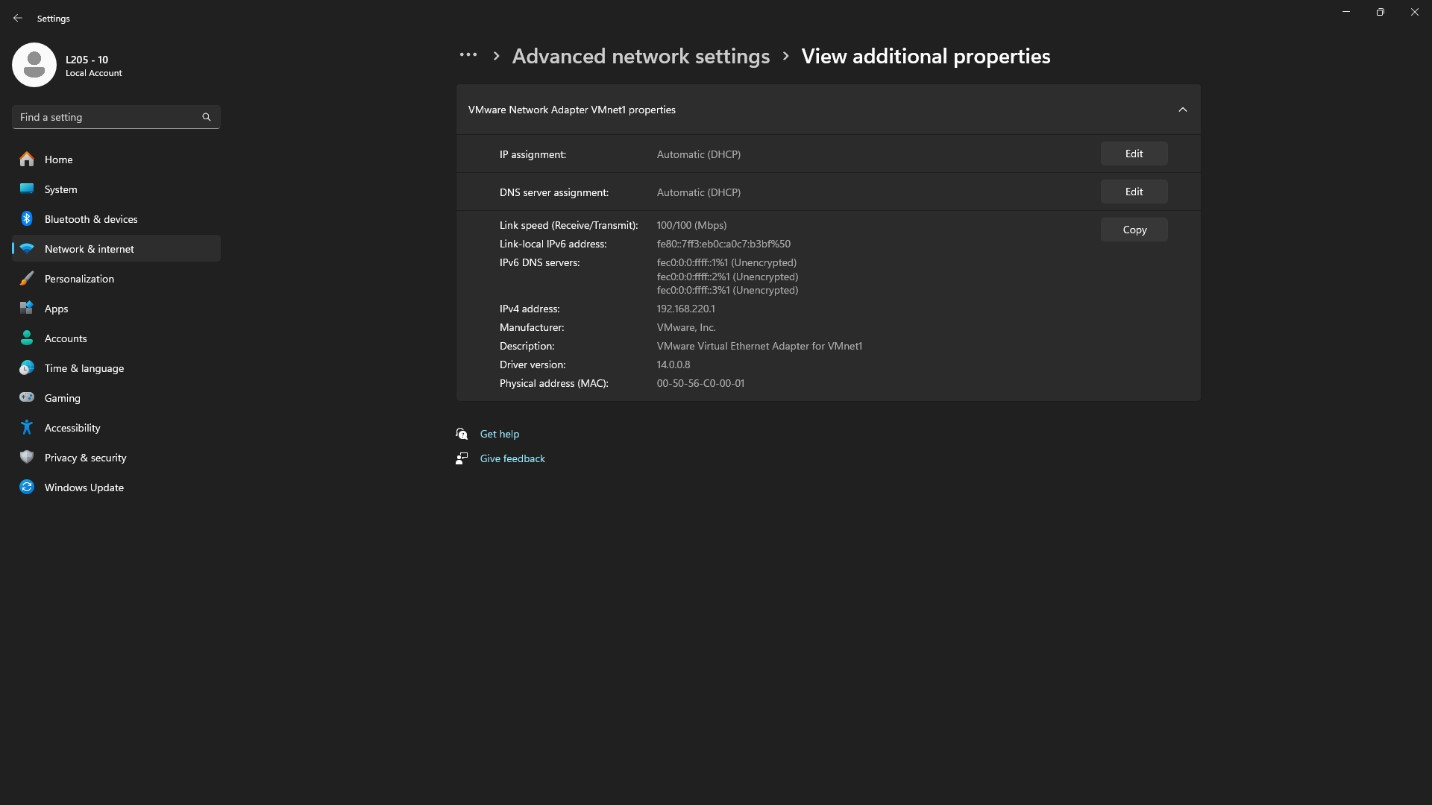 Settings
L205 - 10
Local Account
Find a setting
Home
System
Bluetooth & devices
Network & internet
Personalization
Apps
Accounts
Time & language
Gaming
Accessibility
Privacy & security
Windows Update
... > Advanced network settings > View additional properties
VMware Network Adapter VMnet1 properties
IP assignment: Automatic (DHCP) Edit
DNS server assignment: Automatic (DHCP) Edit
Link speed (Receive/Transmit): 100/100 (Mbps) Copy
Link-local IPv6 address: fe80::7ff3:eb0c:a0c7:b3bf%50
IPv6 DNS servers: fec0:0:0:ffff::1%1 (Unencrypted)
fec0:0:0:ffff::2%1 (Unencrypted)
fec0:0:0:ffff::3%1 (Unencrypted)
IPv4 address: 192.168.220.1
Manufacturer: VMware, Inc.
Description: VMware Virtual Ethernet Adapter for VMnet1
Driver version: 14.0.0.8
Physical address (MAC): 00-50-56-C0-00-01
Get help
Give feedback